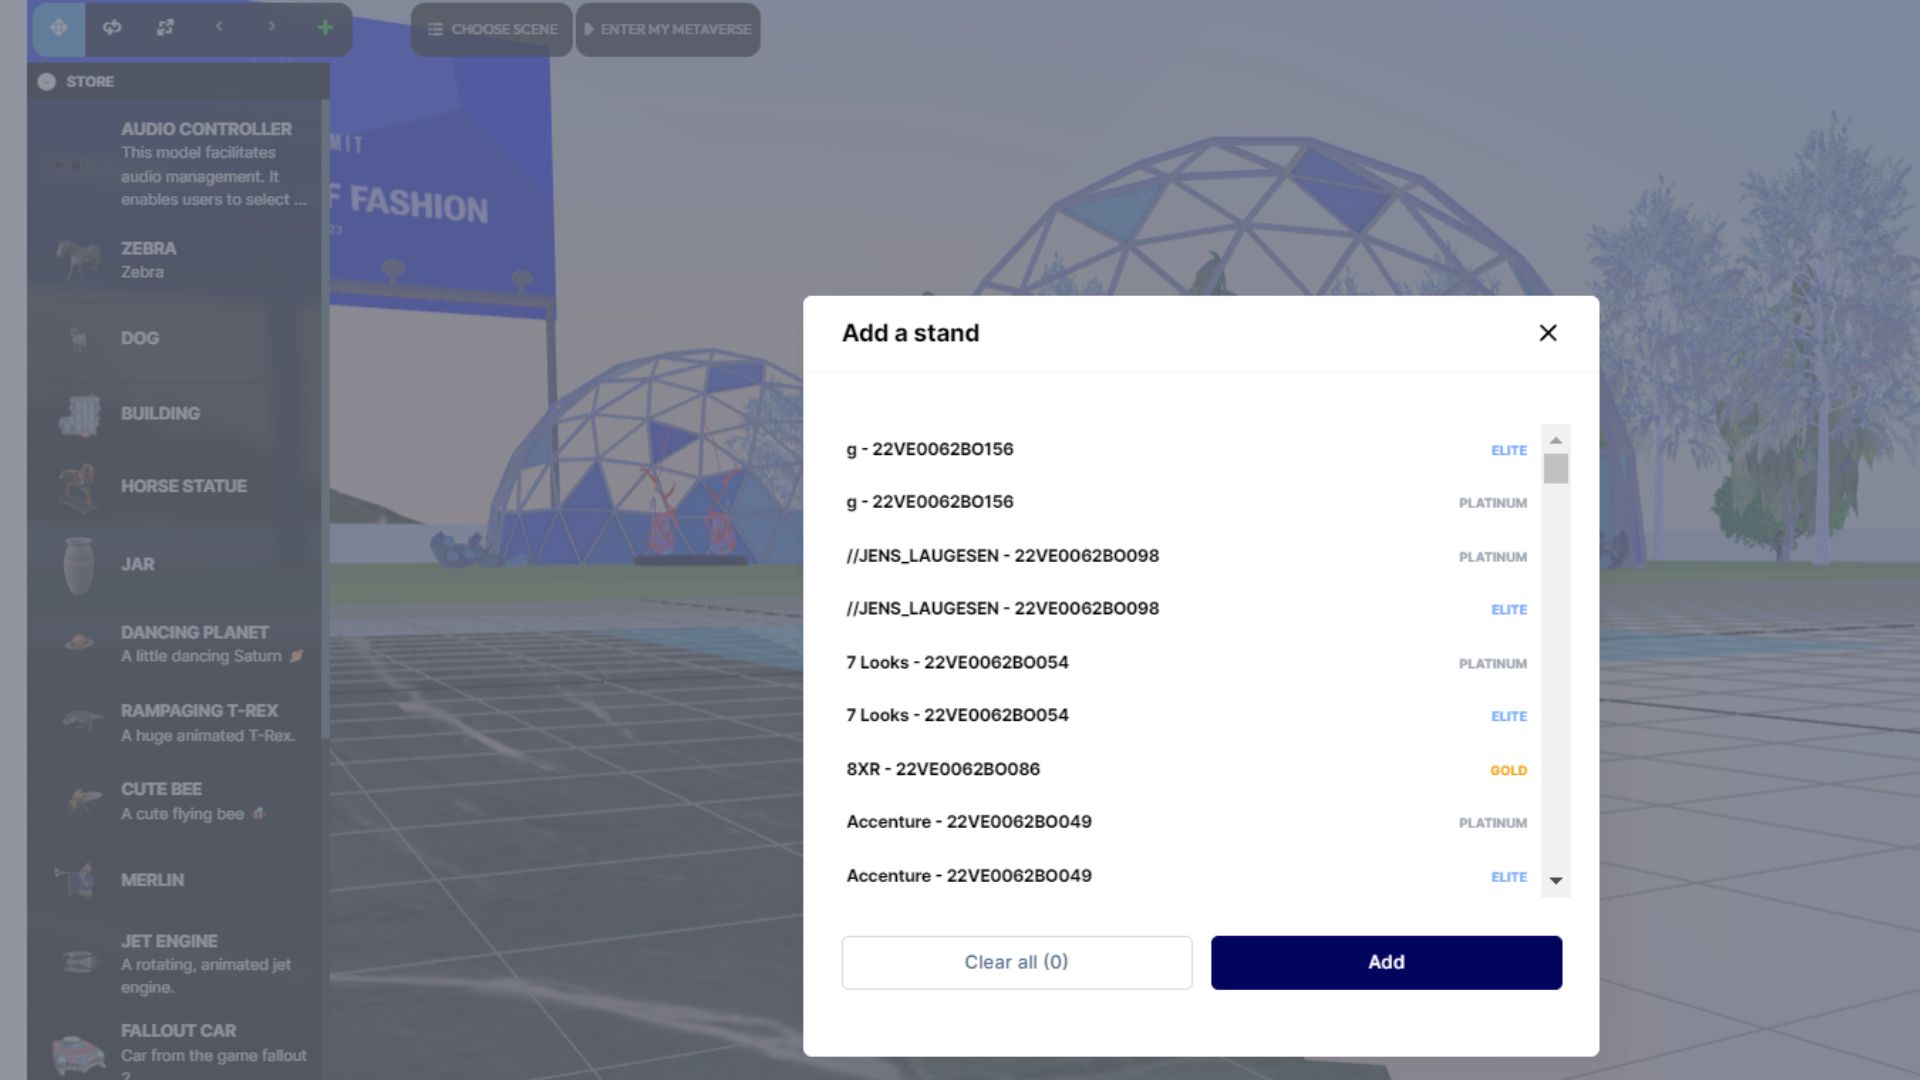 CHOOSE SCENE
ENTER MY METAVERSE
STORE
AUDIO CONTROLLER
This model facilitates
audio management. It
enables users to select ...
ZEBRA
Zebra
DOG
BUILDING
HORSE STATUE
JAR
DANCING PLANET
A little dancing Saturn 🪐
RAMPAGING T-REX
A huge animated T-Rex.
CUTE BEE
A cute flying bee
MERLIN
JET ENGINE
A rotating, animated jet
engine.
FALLOUT CAR
Car from the game fallout
2
MIT
F FASHION
23
Add a stand
g - 22VE0062BO156 ELITE
g - 22VE0062BO156 PLATINUM
//JENS_LAUGESEN - 22VE0062BO098 PLATINUM
//JENS_LAUGESEN - 22VE0062BO098 ELITE
7 Looks - 22VE0062BO054 PLATINUM
7 Looks - 22VE0062BO054 ELITE
8XR - 22VE0062BO086 GOLD
Accenture - 22VE0062BO049 PLATINUM
Accenture - 22VE0062BO049 ELITE
Clear all (0)
Add